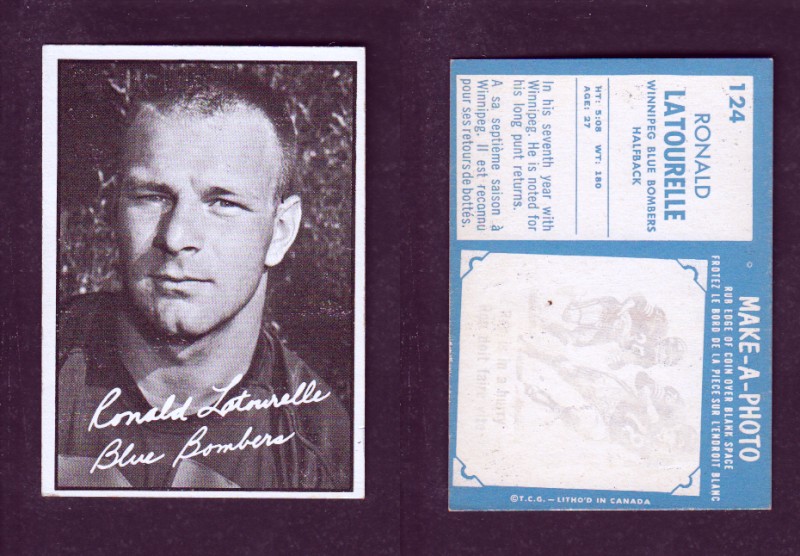 Ronald Latourelle
Blue Bombers
124
RONALD
LATOURELLE
WINNIPEG BLUE BOMBERS
HALFBACK
HT: 5:08 WT: 180
AGE: 27
In his seventh year with
Winnipeg. He is noted for
his long punt returns.
A sa septième saison à
Winnipeg. Il est reconnu
pour ses retours de bottés.
MAKE-A-PHOTO
RUB EDGE OF COIN OVER BLANK SPACE
FROTEZ LE BORD DE LA PIECE SUR L'ENDROIT BLANC
©T.C.G.—LITHO'D IN CANADA